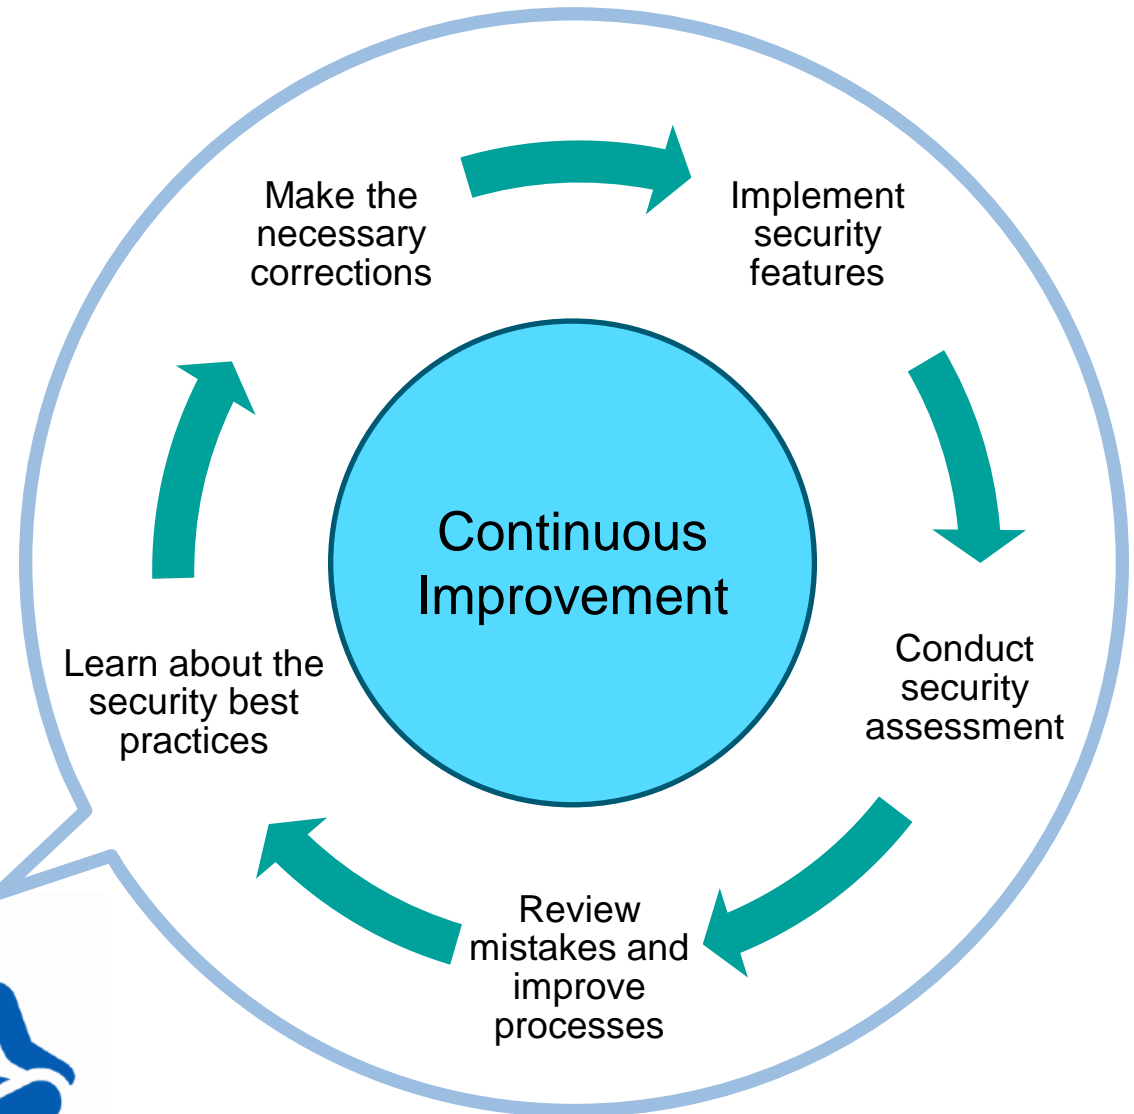 Make the
necessary
corrections
Implement
security
features
Continuous
Improvement
Learn about the
security best
practices
Conduct
security
assessment
Review
mistakes and
improve
processes